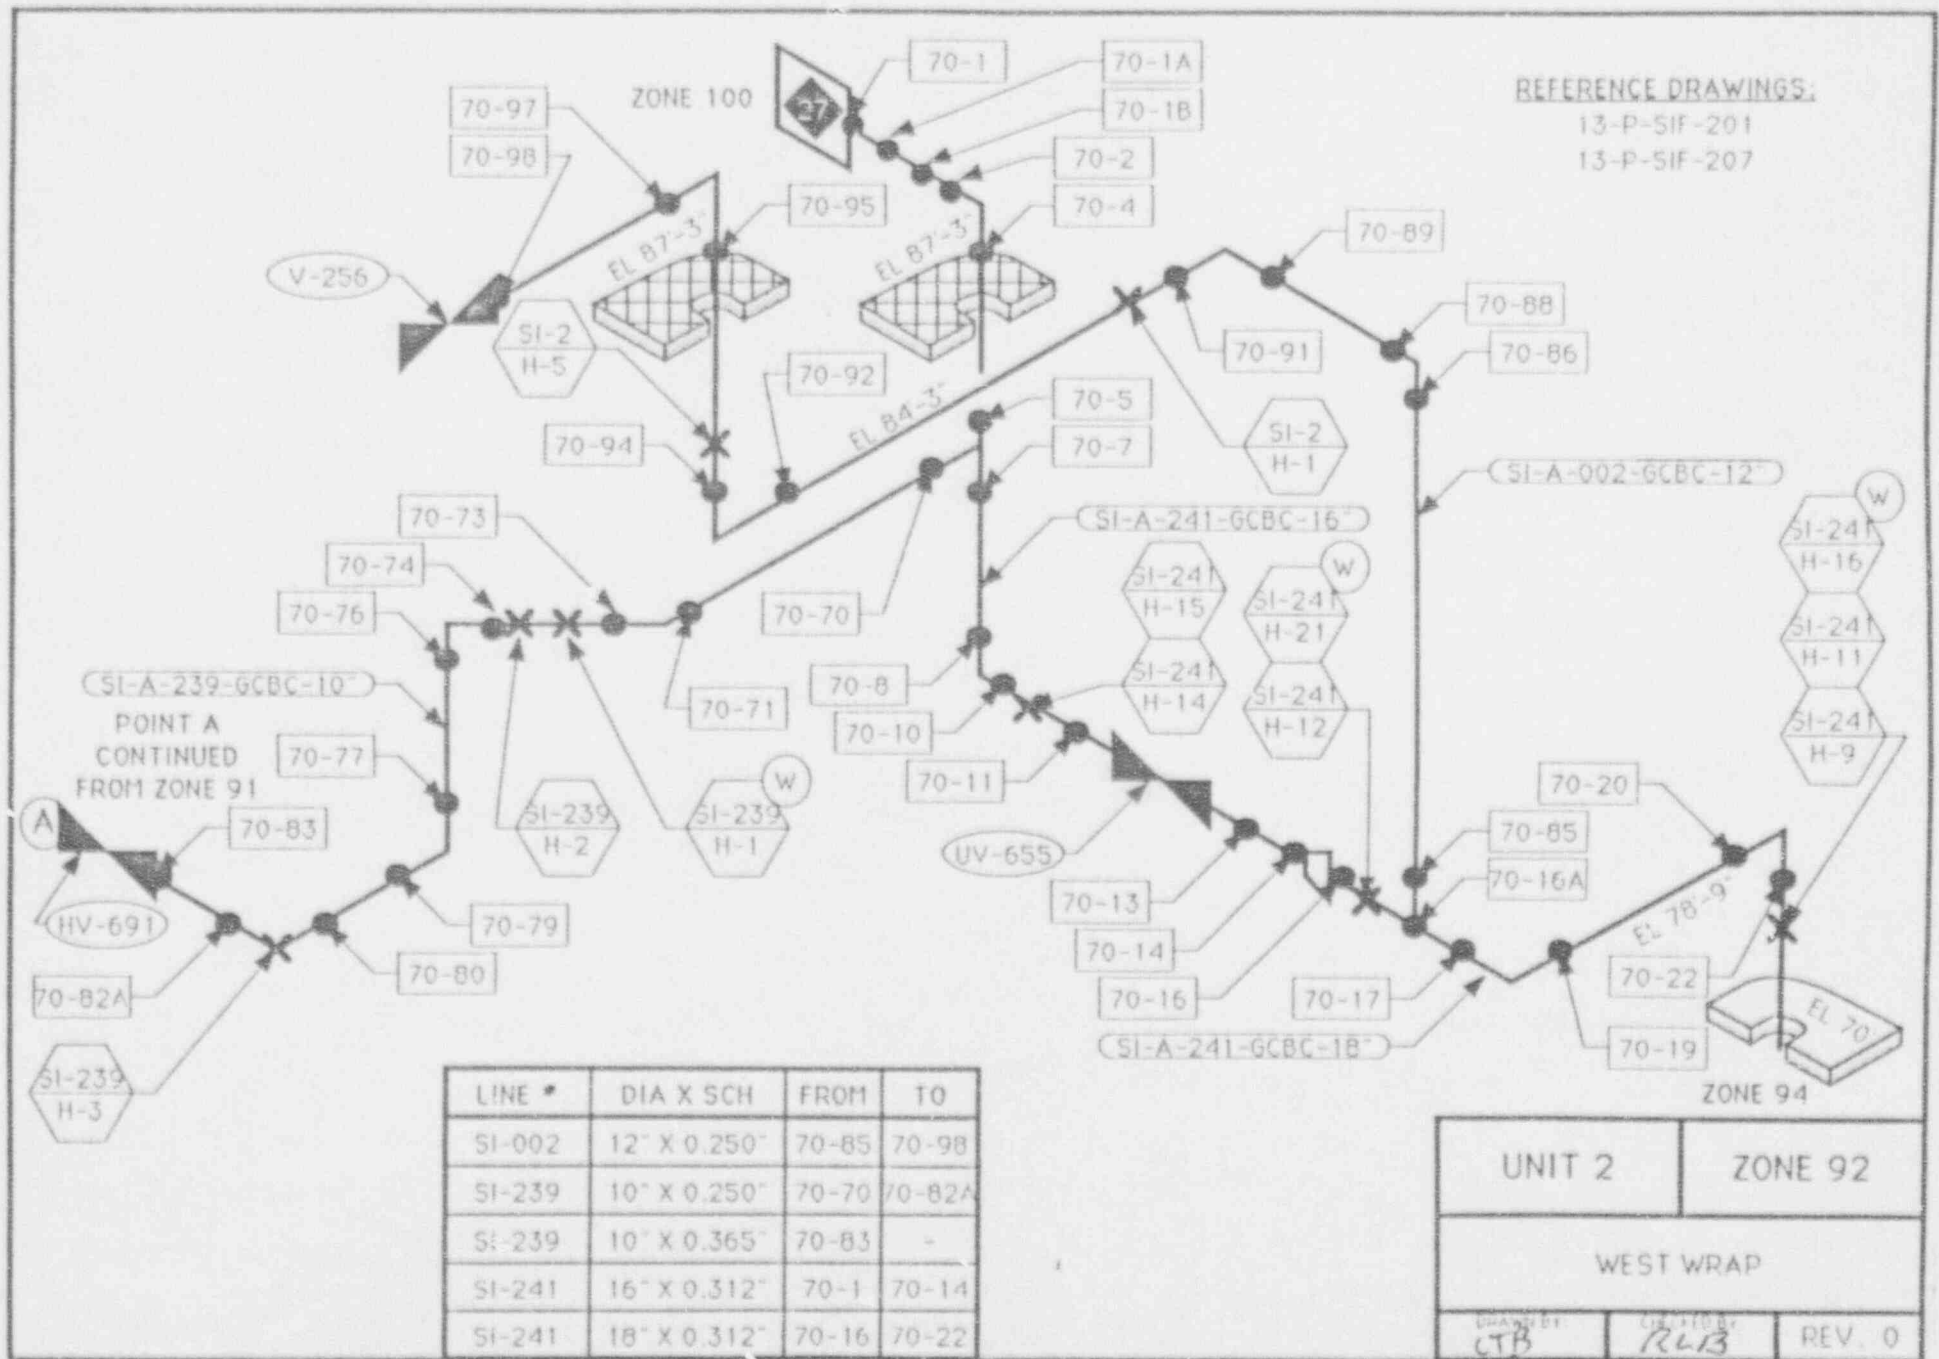 70-1
70-1A
70-97
ZONE 100
37
70-1B
REFERENCE DRAWINGS:
13-P-SIF-201
13-P-SIF-207
70-98
70-2
70-95
70-4
70-89
EL 87'-3"
EL 87'-3"
V-256
70-88
SI-2
H-5
70-91
70-86
70-92
70-5
EL 84'-3"
SI-2
H-1
70-94
70-7
SI-A-002-GCBC-12"
W
70-73
SI-A-241-GCBC-16"
SI-241
H-16
70-74
SI-241
H-15
W
SI-241
H-21
70-76
70-70
SI-241
H-11
SI-A-239-GCBC-10"
70-8
SI-241
H-14
SI-241
H-12
70-71
SI-241
H-9
POINT A
CONTINUED
FROM ZONE 91
70-10
70-77
70-11
70-20
W
A
70-83
SI-239
H-2
SI-239
H-1
UV-655
70-85
70-16A
HV-691
70-79
70-13
EL 78'-9"
70-14
70-80
70-22
70-82A
70-16
70-17
EL 70
SI-A-241-GCBC-18"
70-19
SI-239
H-3
ZONE 94
LINE # DIA X SCH FROM TO
SI-002 12" X 0.250" 70-85 70-98
SI-239 10" X 0.250" 70-70 70-82A
SI-239 10" X 0.365" 70-83 -
SI-241 16" X 0.312" 70-1 70-14
SI-241 18" X 0.312" 70-16 70-22
UNIT 2 ZONE 92
WEST WRAP
DRAWN BY: CHECKED BY:
CTB RLB REV. 0